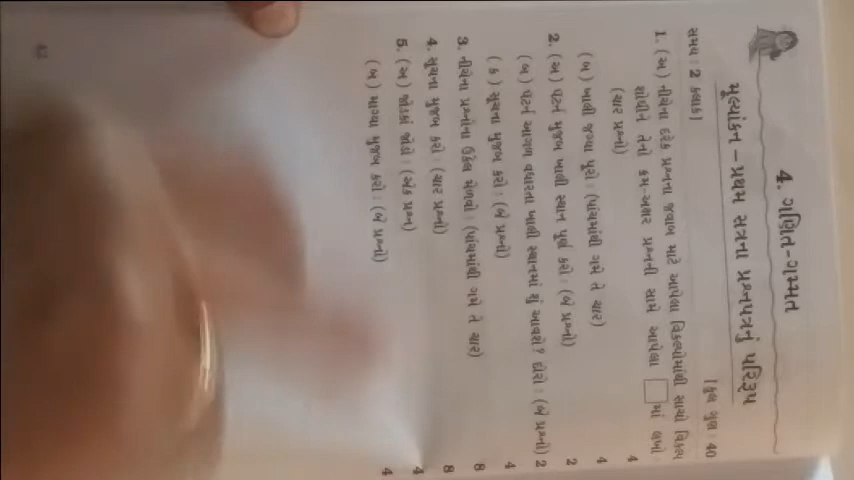 4. ગણિત-ગમ્મત
મૂલ્યાંકન – પ્રથમ સત્રના પ્રશ્નપત્રનું પરિરૂપ
સમય : 2 કલાક] [કુલ ગુણ : 40
1. (અ) નીચેના દરેક પ્રશ્નના જવાબ માટે આપેલા વિકલ્પોમાંથી સાચો વિકલ્પ
શોધીને તેનો ક્રમ-અક્ષર પ્રશ્નની સામે આપેલા □ માં લખો
(ચાર પ્રશ્નો) 4
(બ) ખાલી જગ્યા પૂરો : (પાંચમાંથી ગમે તે ચાર) 4
2. (અ) પેટર્ન મુજબ ખાલી સ્થાન પૂર્ણ કરો : (બે પ્રશ્નો) 2
(બ) પેટર્ન આગળ વધારતા ખાલી સ્થાનમાં શું આવશે? દોરો : (બે પ્રશ્નો) 2
(ક) સૂચના મુજબ કરો : (બે પ્રશ્નો) 4
3. નીચેના પ્રશ્નોના ઉકેલ મેળવો : (પાંચમાંથી ગમે તે ચાર) 8
4. સૂચના મુજબ કરો : (ચાર પ્રશ્નો) 8
5. (અ) જોડકાં જોડો : (એક પ્રશ્ન) 4
(બ) માગ્યા મુજબ કરો : (બે પ્રશ્નો) 4